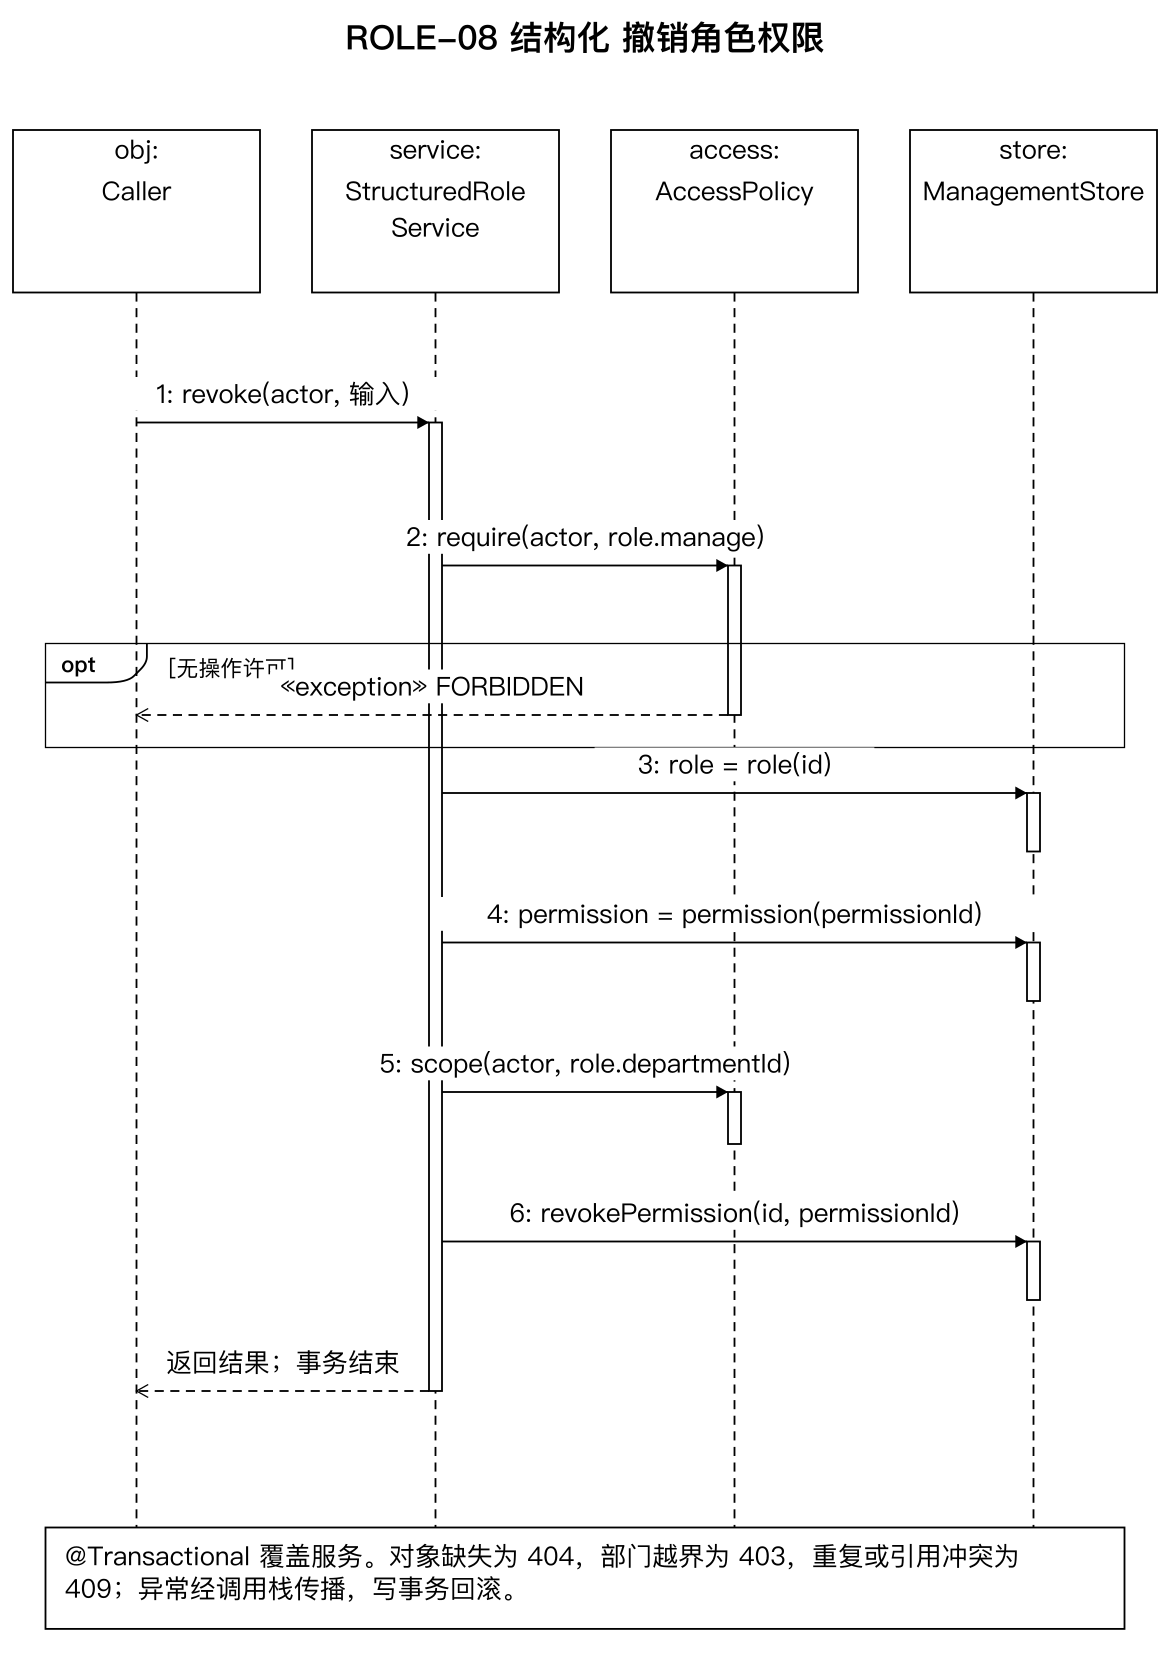 ROLE-08 结构化 撤销角色权限
obj:
Caller
service:
StructuredRole
Service
access:
AccessPolicy
store:
ManagementStore
1: revoke(actor, 输入)
2: require(actor, role.manage)
opt
[无操作许可]
«exception» FORBIDDEN
3: role = role(id)
4: permission = permission(permissionId)
5: scope(actor, role.departmentId)
6: revokePermission(id, permissionId)
返回结果；事务结束
@Transactional 覆盖服务。对象缺失为 404，部门越界为 403，重复或引用冲突为
409；异常经调用栈传播，写事务回滚。